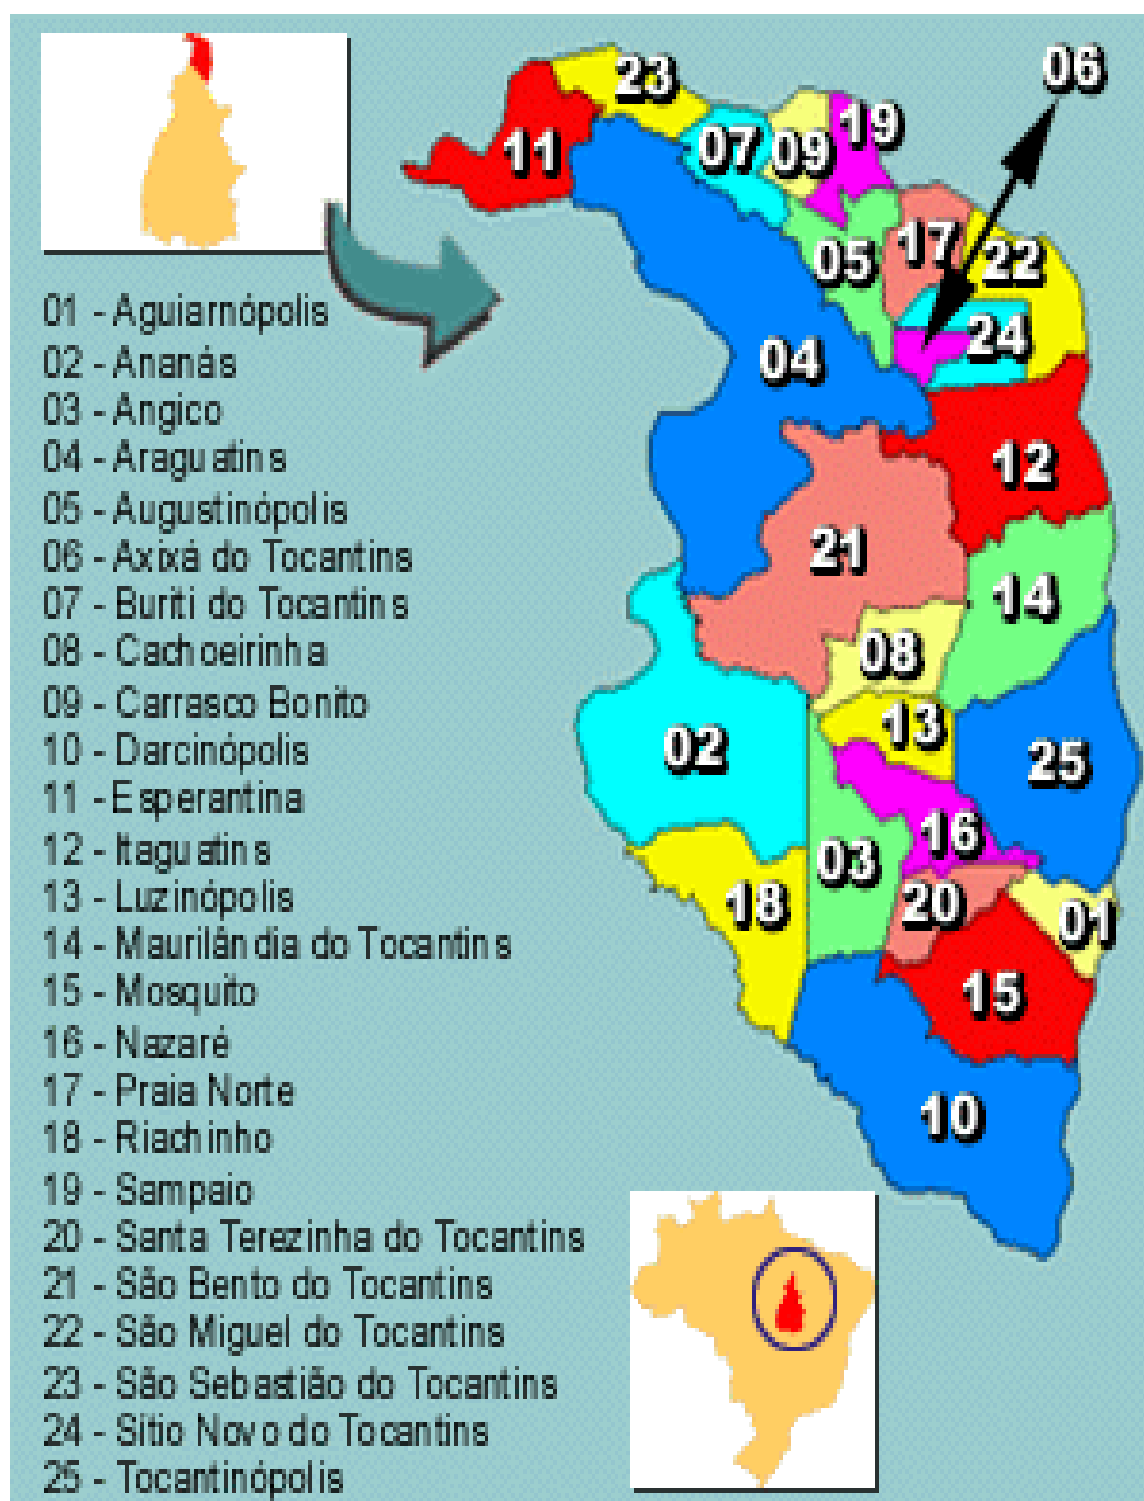 06
23
19
11
07
09
17
22
05
24
04
12
21
14
08
13
02
25
16
03
18
20
01
15
10
01 - Aguiarnópolis
02 - Ananás
03 - Angico
04 - Araguatins
05 - Augustinópolis
06 - Axixá do Tocantins
07 - Buriti do Tocantins
08 - Cachoeirinha
09 - Carrasco Bonito
10 - Darcinópolis
11 - Esperantina
12 - Itaguatins
13 - Luzinópolis
14 - Maurilândia do Tocantins
15 - Mosquito
16 - Nazaré
17 - Praia Norte
18 - Riachinho
19 - Sampaio
20 - Santa Terezinha do Tocantins
21 - São Bento do Tocantins
22 - São Miguel do Tocantins
23 - São Sebastião do Tocantins
24 - Sítio Novo do Tocantins
25 - Tocantinópolis